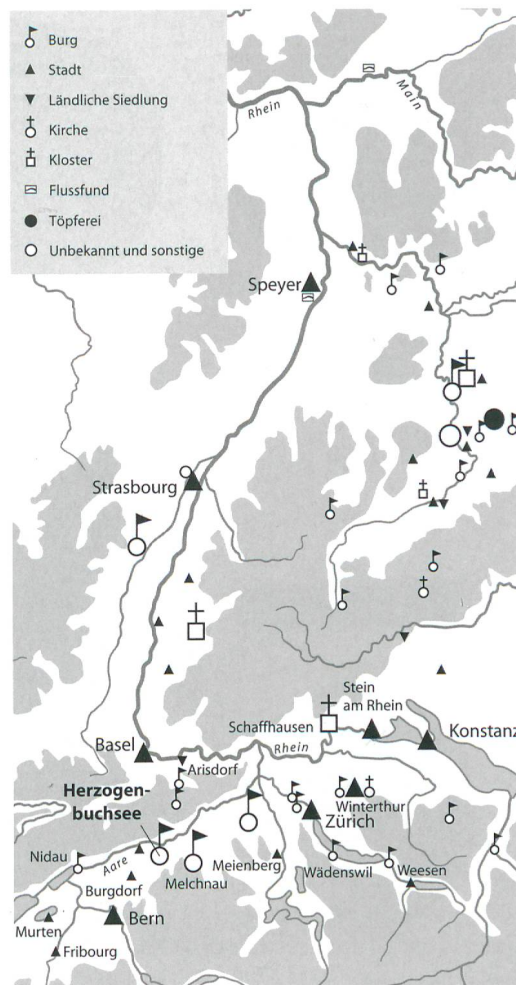 Burg
Stadt
Ländliche Siedlung
Kirche
Kloster
Flussfund
Töpferei
Unbekannt und sonstige
Rhein
Main
Speyer
Strasbourg
Stein
am Rhein
Schaffhausen
Konstanz
Rhein
Basel
Arisdorf
Herzogen-
buchsee
Winterthur
Zürich
Nidau
Aare
Meienberg
Wädenswil
Weesen
Melchnau
Burgdorf
Bern
Murten
Fribourg